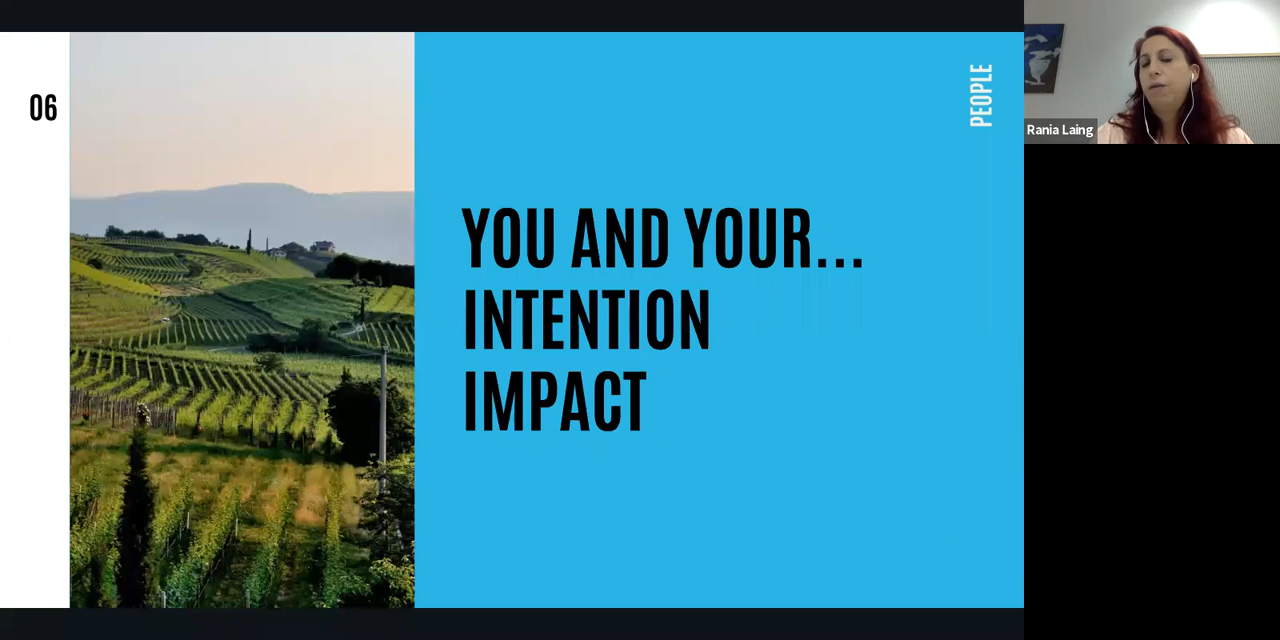 06
PEOPLE
YOU AND YOUR...
INTENTION
IMPACT
Rania Laing